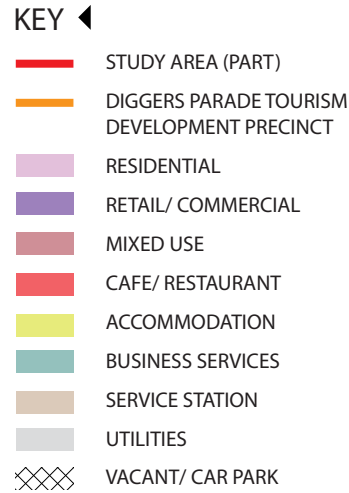 KEY
STUDY AREA (PART)
DIGGERS PARADE TOURISM
DEVELOPMENT PRECINCT
RESIDENTIAL
RETAIL/ COMMERCIAL
MIXED USE
CAFE/ RESTAURANT
ACCOMMODATION
BUSINESS SERVICES
SERVICE STATION
UTILITIES
VACANT/ CAR PARK